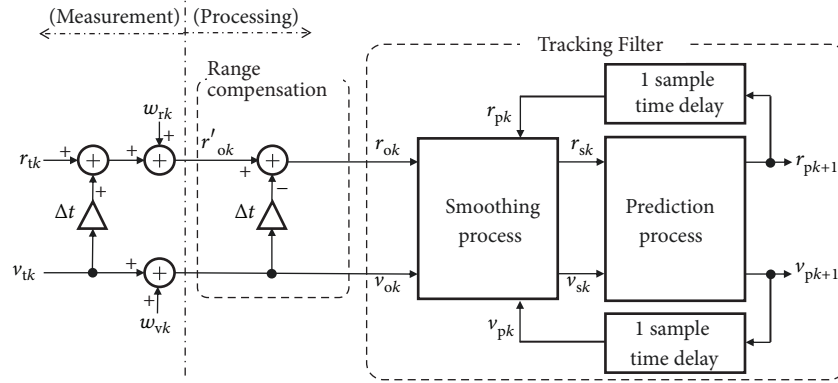 (Measurement) (Processing)
Tracking Filter
Range
compensation
1 sample
time delay
w_rk
r_pk
r_tk + + + + r'_ok + − r_ok r_sk r_pk+1
+
Δt Δt
Smoothing
process
Prediction
process
v_tk + + v_ok v_sk v_pk+1
w_vk
v_pk
1 sample
time delay